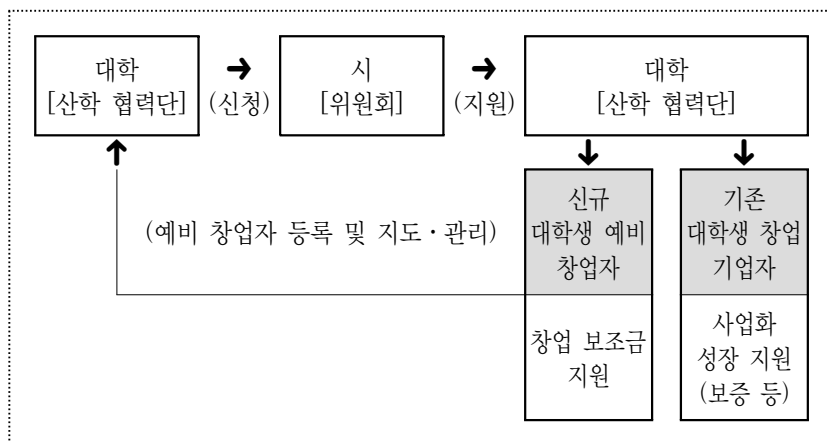 대학
[산학 협력단]
(신청)
시
[위원회]
(지원)
대학
[산학 협력단]
(예비 창업자 등록 및 지도·관리)
신규
대학생 예비
창업자
창업 보조금
지원
기존
대학생 창업
기업자
사업화
성장 지원
(보증 등)